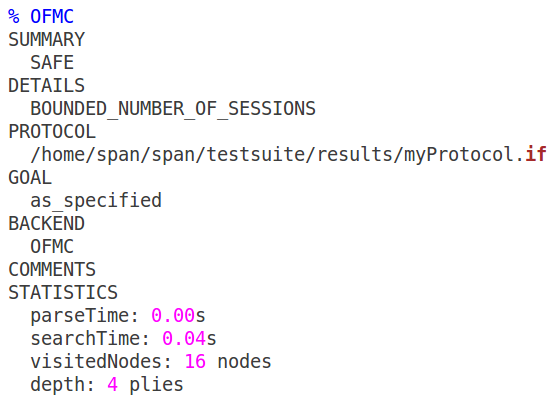 % OFMC
SUMMARY
SAFE
DETAILS
BOUNDED_NUMBER_OF_SESSIONS
PROTOCOL
/home/span/span/testsuite/results/myProtocol.if
GOAL
as_specified
BACKEND
OFMC
COMMENTS
STATISTICS
parseTime: 0.00s
searchTime: 0.04s
visitedNodes: 16 nodes
depth: 4 plies